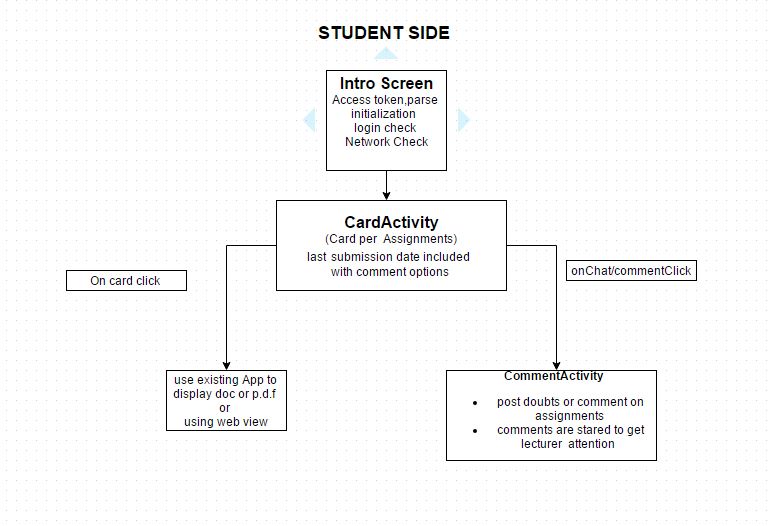 STUDENT SIDE
Intro Screen
Access token,parse
initialization
login check
Network Check
CardActivity
(Card per Assignments)
last submission date included
with comment options
On card click
onChat/commentClick
use existing App to
display doc or p.d.f
or
using web view
CommentActivity
• post doubts or comment on
assignments
• comments are stared to get
lecturer attention